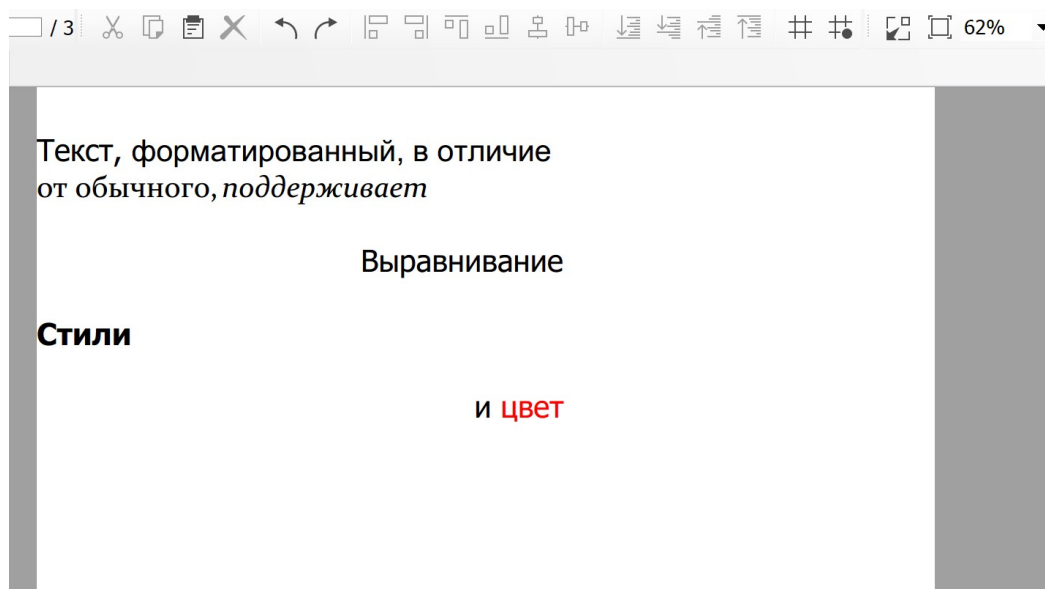 / 3
62%
Текст, форматированный, в отличие
от обычного, поддерживает
Выравнивание
Стили
и цвет